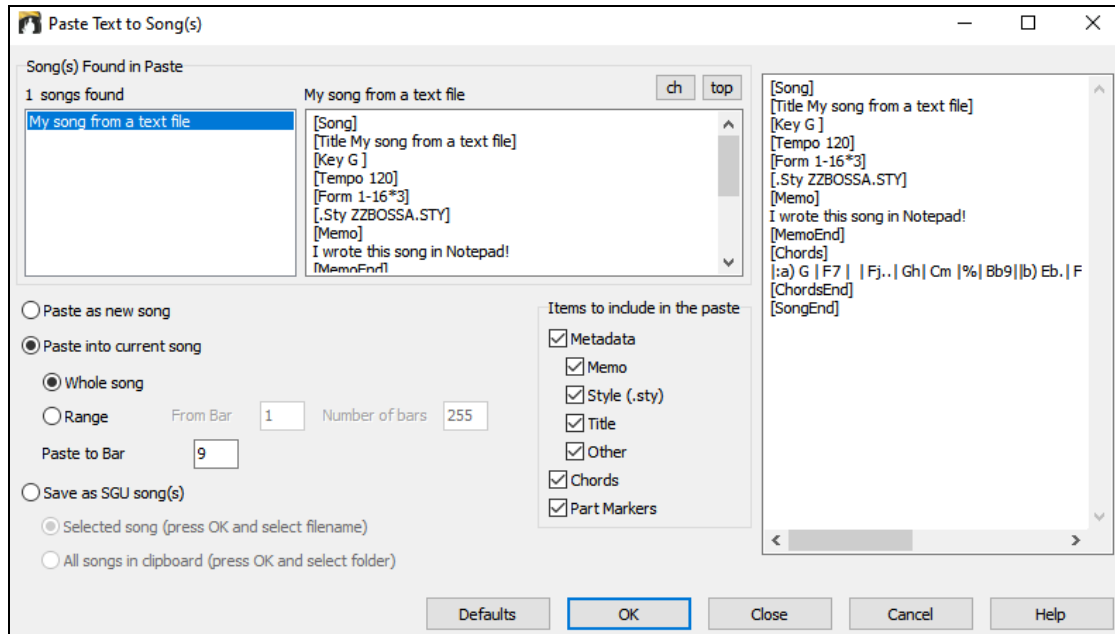 Paste Text to Song(s)
Song(s) Found in Paste
1 songs found
My song from a text file
ch
top
My song from a text file
[Song]
[Title My song from a text file]
[Key G ]
[Tempo 120]
[Form 1-16*3]
[.Sty ZZBOSSA.STY]
[Memo]
I wrote this song in Notepad!
[MemoEnd]
[Song]
[Title My song from a text file]
[Key G ]
[Tempo 120]
[Form 1-16*3]
[.Sty ZZBOSSA.STY]
[Memo]
I wrote this song in Notepad!
[MemoEnd]
[Chords]
|:a) G | F7 |  | Fj..| Gh| Cm |%| Bb9||b) Eb.| F
[ChordsEnd]
[SongEnd]
Paste as new song
Paste into current song
Whole song
Range From Bar 1 Number of bars 255
Paste to Bar 9
Save as SGU song(s)
Selected song (press OK and select filename)
All songs in clipboard (press OK and select folder)
Items to include in the paste
Metadata
Memo
Style (.sty)
Title
Other
Chords
Part Markers
Defaults
OK
Close
Cancel
Help